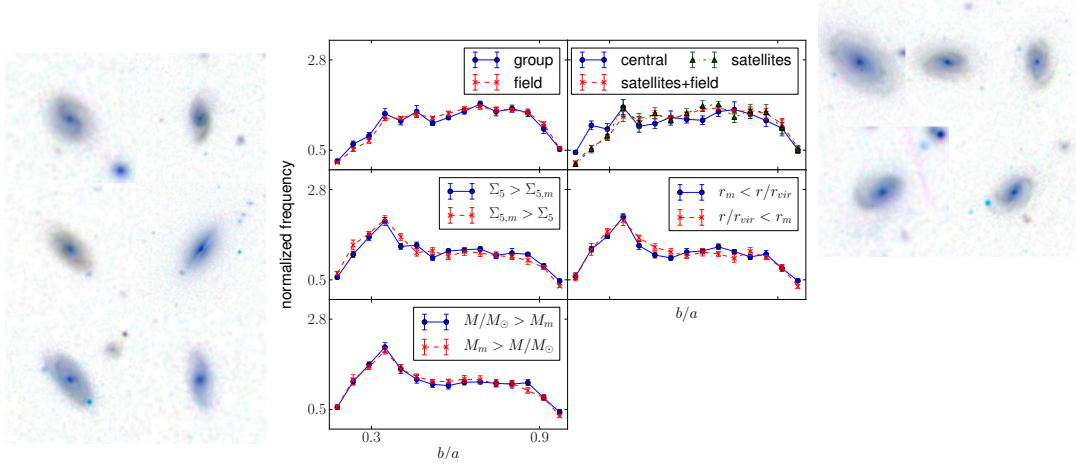 2.8
group
field
central
satellites
satellites+field
0.5
normalized frequency
2.8
Σ₅ > Σ₅,ₘ
Σ₅,ₘ > Σ₅
rₘ < r/rᵥᵢᵣ
r/rᵥᵢᵣ < rₘ
0.5
b/a
2.8
M/M⊙ > Mₘ
Mₘ > M/M⊙
0.5
0.3
0.9
b/a